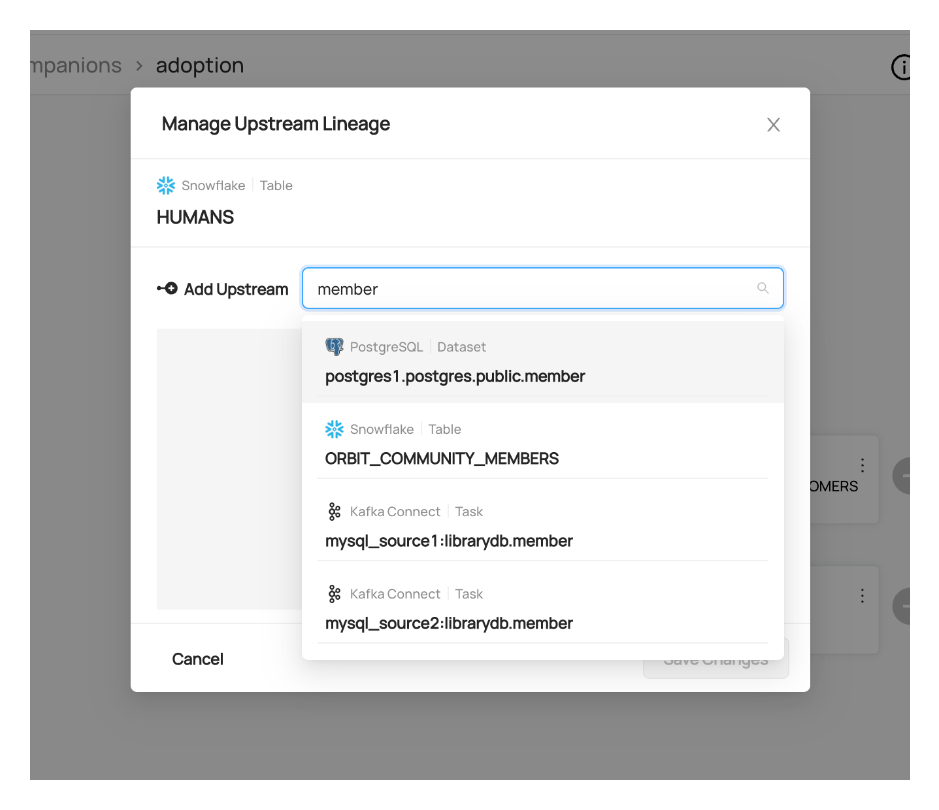 mpanions > adoption
Manage Upstream Lineage
Snowflake | Table
HUMANS
Add Upstream
member
PostgreSQL | Dataset
postgres1.postgres.public.member
Snowflake | Table
ORBIT_COMMUNITY_MEMBERS
OMERS
Kafka Connect | Task
mysql_source1:librarydb.member
Kafka Connect | Task
mysql_source2:librarydb.member
Cancel
Save Changes